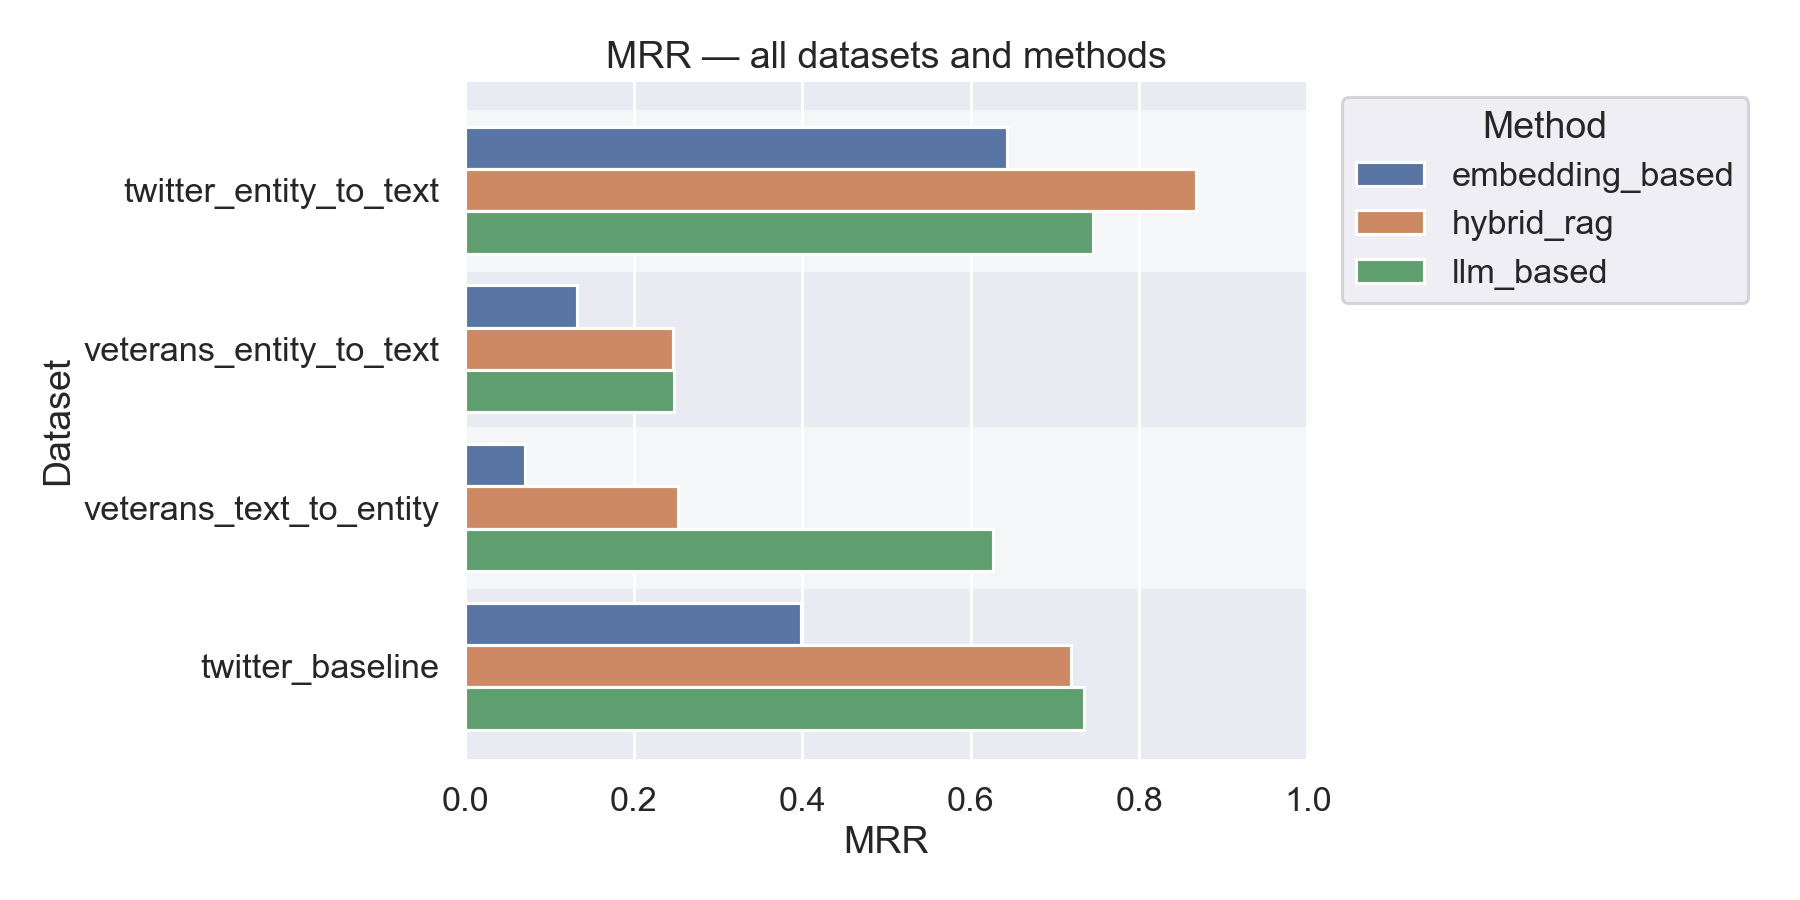 MRR — all datasets and methods
Dataset
twitter_entity_to_text
veterans_entity_to_text
veterans_text_to_entity
twitter_baseline
0.0 0.2 0.4 0.6 0.8 1.0
MRR
Method
embedding_based
hybrid_rag
llm_based